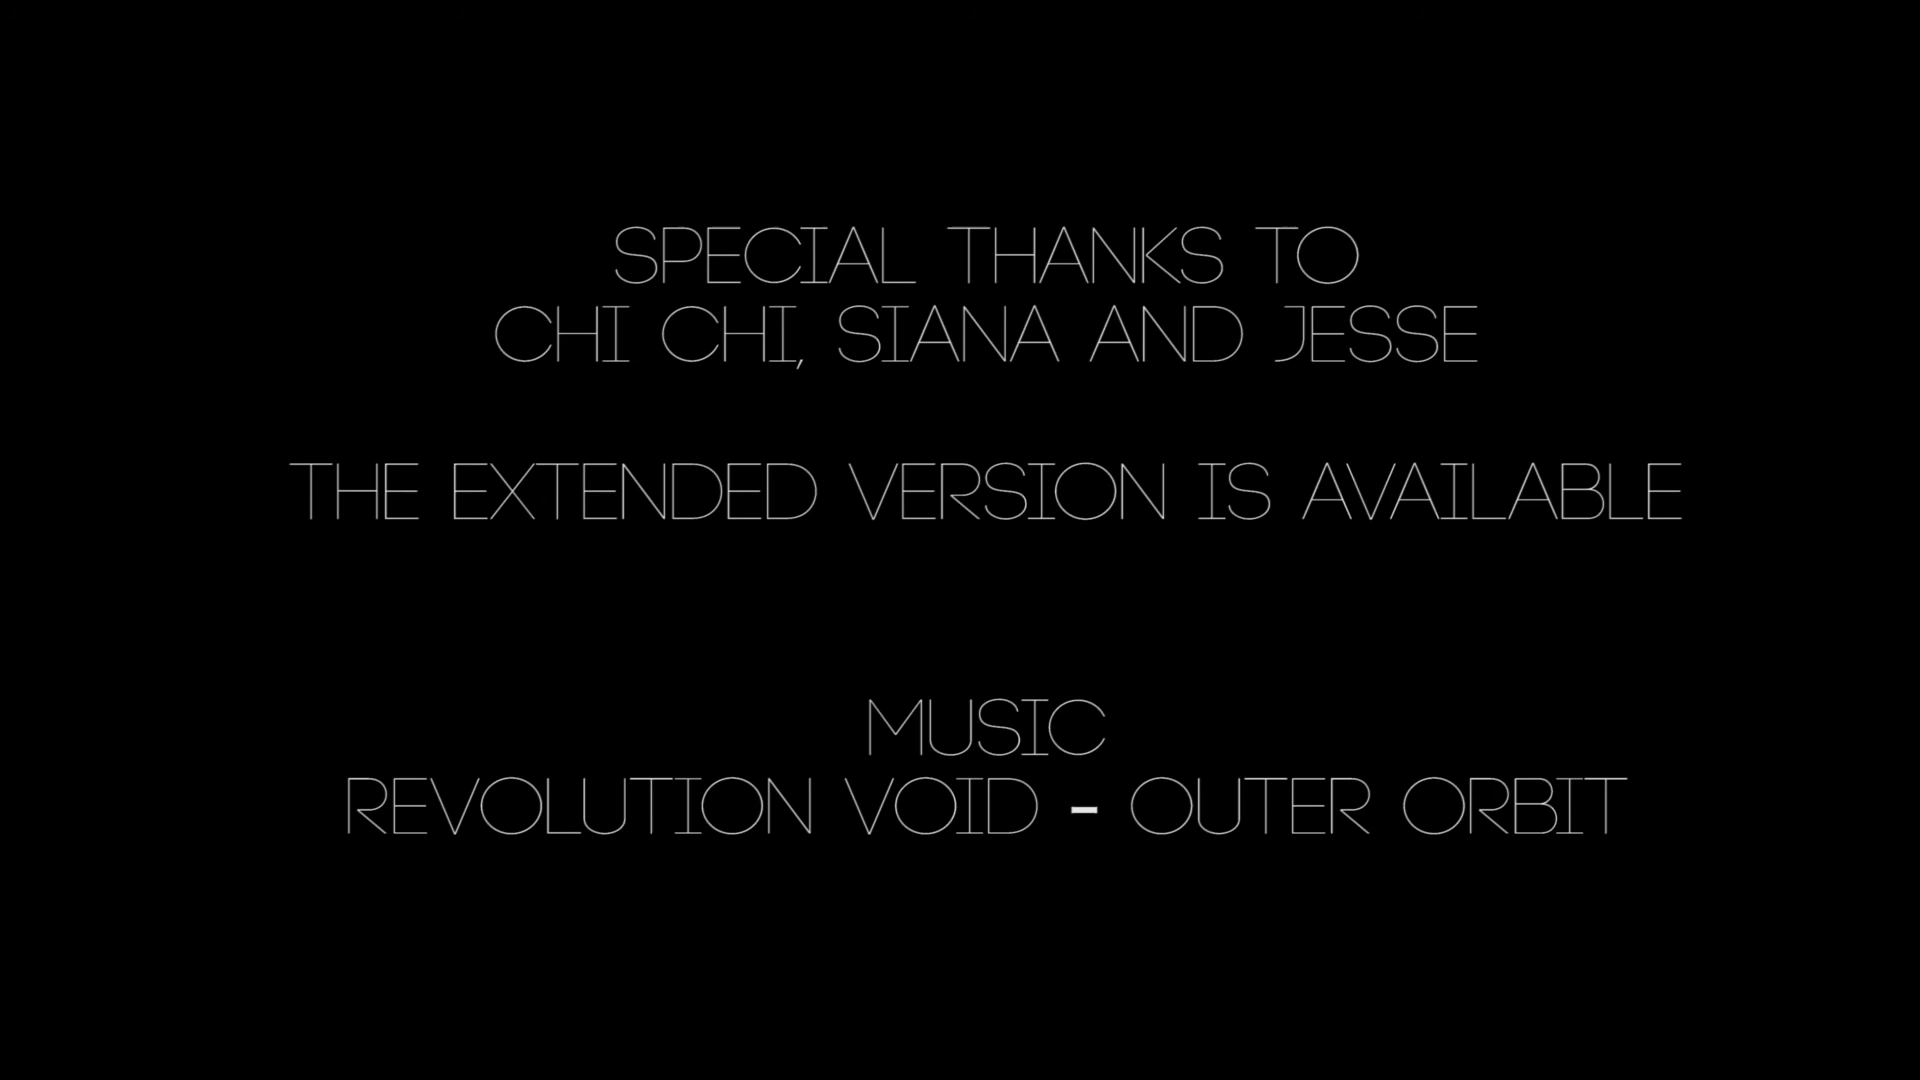 SPECIAL THANKS TO
CHI CHI, SIANA AND JESSE
THE EXTENDED VERSION IS AVAILABLE
MUSIC
REVOLUTION VOID - OUTER ORBIT